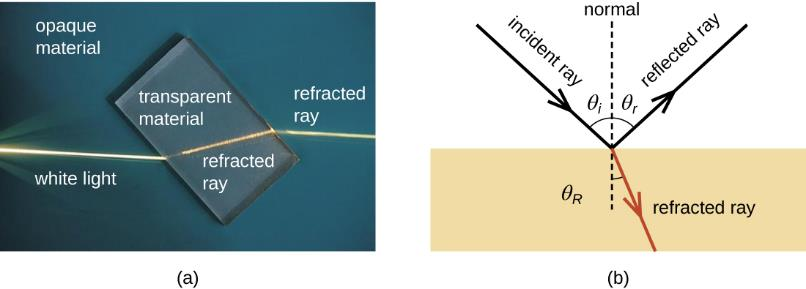 opaque
material
transparent
material
refracted
ray
refracted
ray
white light
(a)
normal
incident ray
reflected ray
θi
θr
θR
refracted ray
(b)